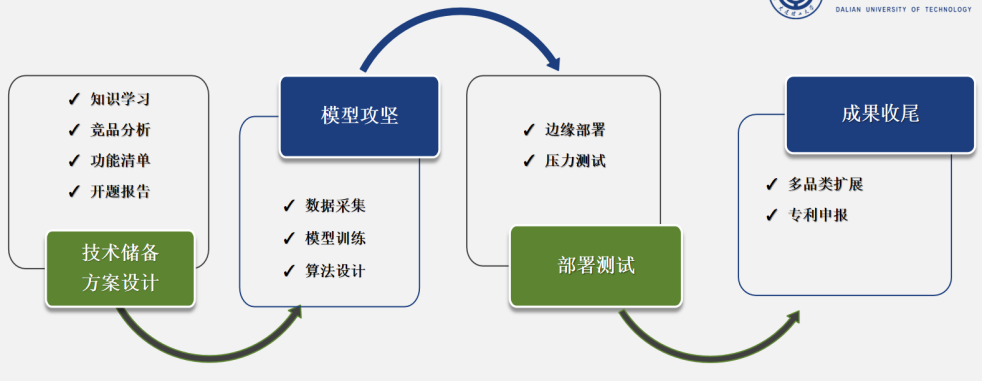 DALIAN UNIVERSITY OF TECHNOLOGY
知识学习
竞品分析
功能清单
开题报告
技术储备
方案设计
模型攻坚
数据采集
模型训练
算法设计
边缘部署
压力测试
部署测试
成果收尾
多品类扩展
专利申报